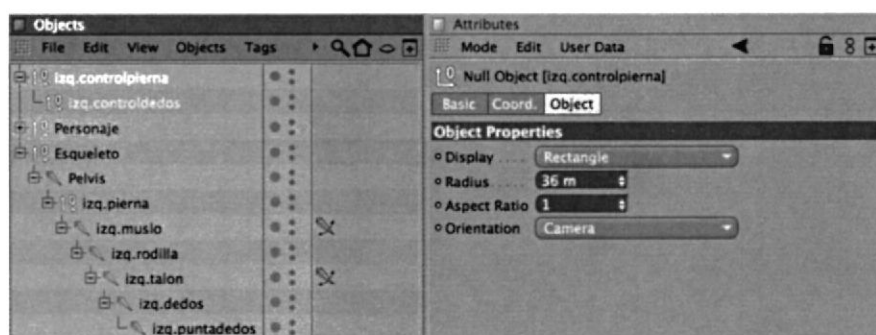 Objects
File Edit View Objects Tags
izq.controlpierna
izq.controldedos
Personaje
Esqueleto
Pelvis
izq.pierna
izq.muslo
izq.rodilla
izq.talon
izq.dedos
izq.puntadedos
Attributes
Mode Edit User Data
Null Object [izq.controlpierna]
Basic Coord. Object
Object Properties
Display ..... Rectangle
Radius ...... 36 m
Aspect Ratio 1
Orientation Camera